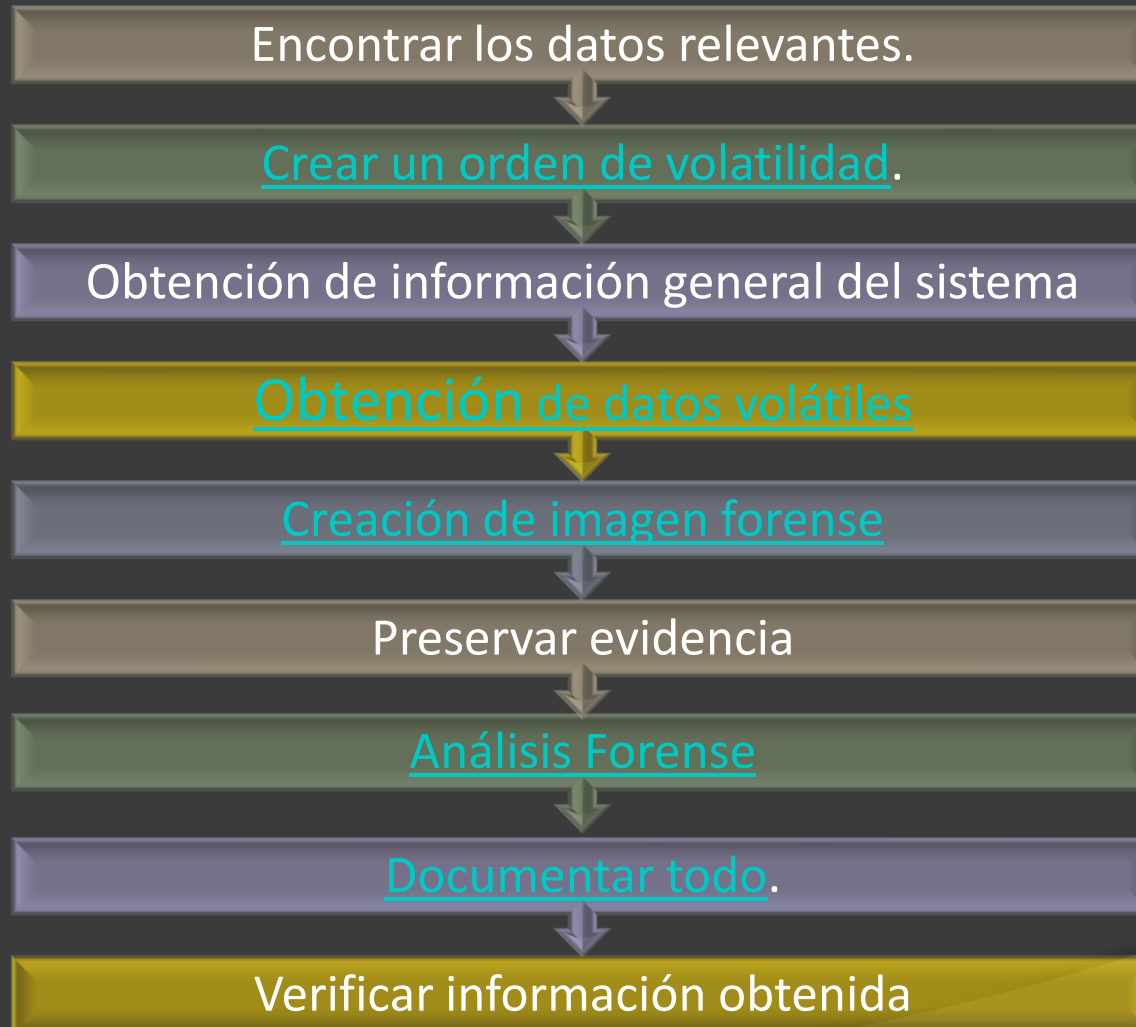 Encontrar los datos relevantes.
Crear un orden de volatilidad.
Obtención de información general del sistema
Obtención de datos volátiles
Creación de imagen forense
Preservar evidencia
Análisis Forense
Documentar todo.
Verificar información obtenida